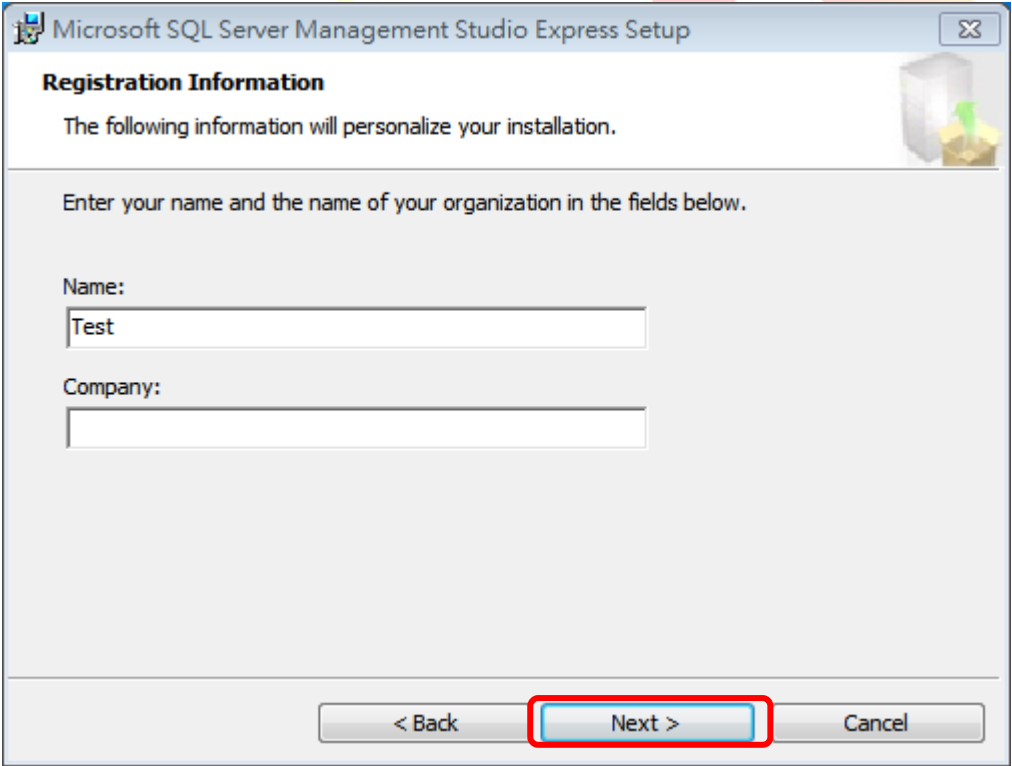 Microsoft SQL Server Management Studio Express Setup
Registration Information
The following information will personalize your installation.
Enter your name and the name of your organization in the fields below.
Name:
Test
Company:
< Back
Next >
Cancel